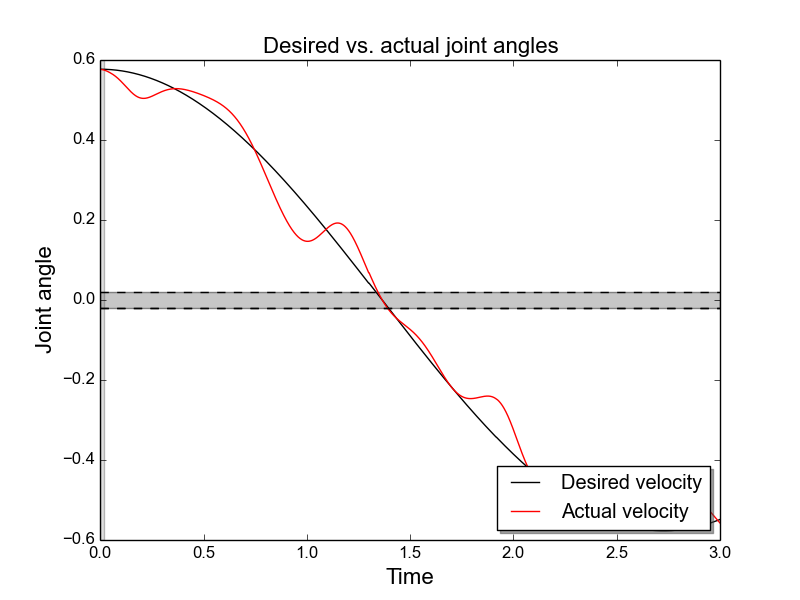 Desired vs. actual joint angles
0.6
0.4
0.2
0.0
−0.2
−0.4
−0.6
Joint angle
Desired velocity
Actual velocity
0.0 0.5 1.0 1.5 2.0 2.5 3.0
Time